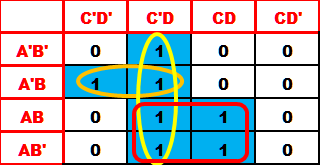 C'D' C'D CD CD'
A'B' 0 1 0 0
A'B 1 1 0 0
AB 0 1 1 0
AB' 0 1 1 0